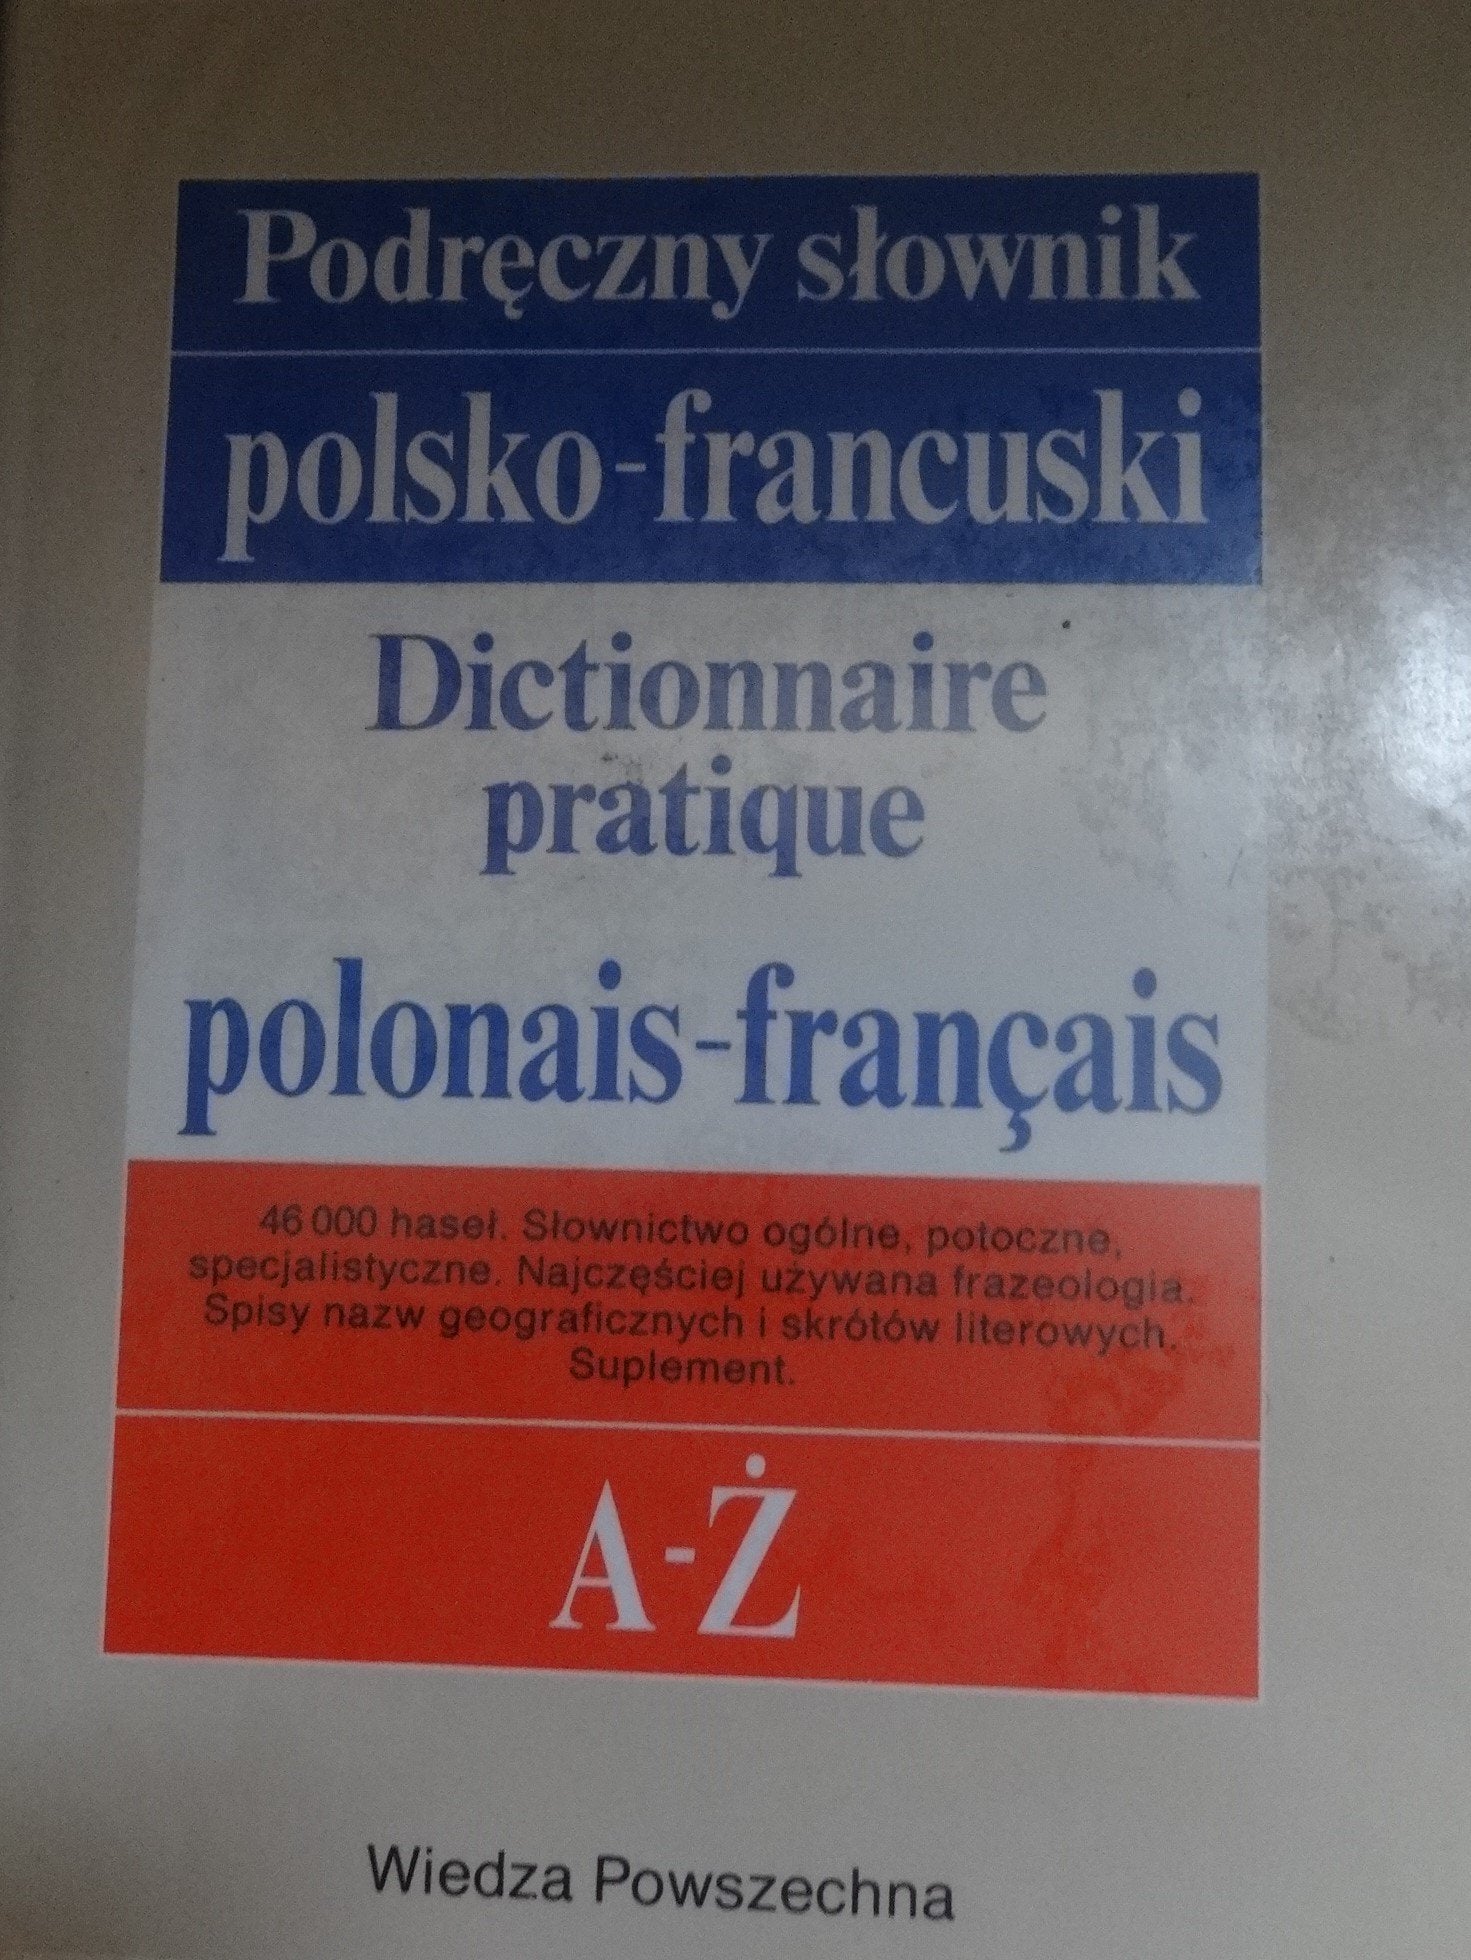 Podręczny słownik
polsko-francuski
Dictionnaire
pratique
polonais-français
46 000 haseł. Słownictwo ogólne, potoczne,
specjalistyczne. Najczęściej używana frazeologia.
Spisy nazw geograficznych i skrótów literowych.
Suplement.
A-Ż
Wiedza Powszechna